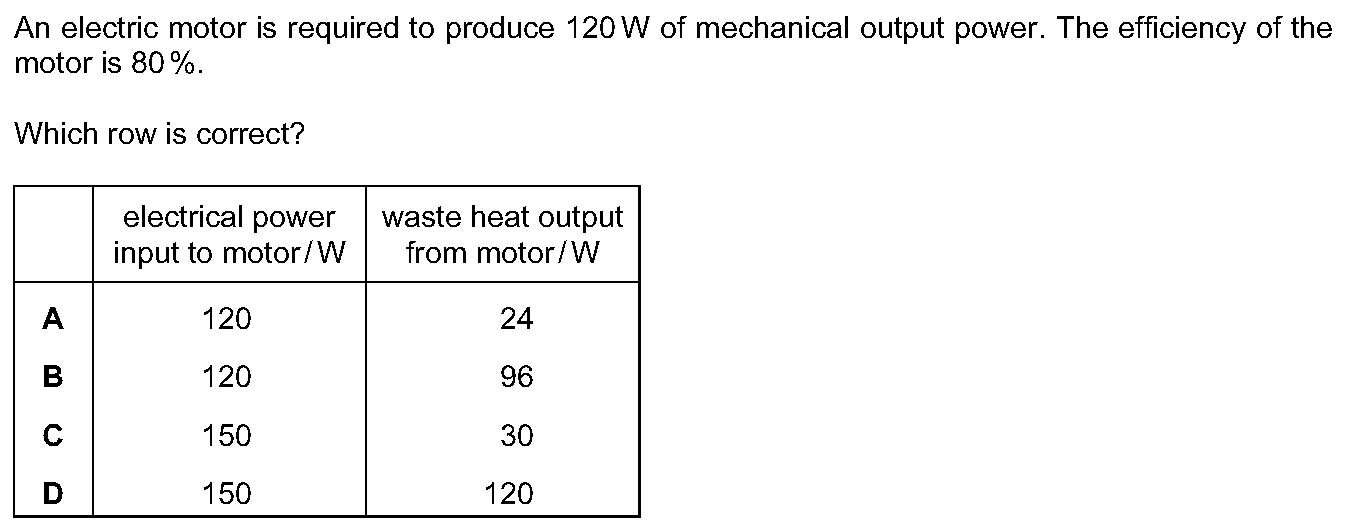 An electric motor is required to produce 120 W of mechanical output power. The efficiency of the
motor is 80 %.
Which row is correct?
electrical power waste heat output
input to motor / W from motor / W
A 120 24
B 120 96
C 150 30
D 150 120